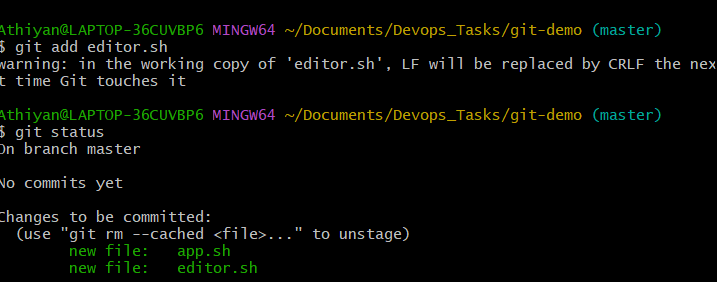 Athiyan@LAPTOP-36CUVBP6 MINGW64 ~/Documents/Devops_Tasks/git-demo (master)
$ git add editor.sh
warning: in the working copy of 'editor.sh', LF will be replaced by CRLF the nex
t time Git touches it
Athiyan@LAPTOP-36CUVBP6 MINGW64 ~/Documents/Devops_Tasks/git-demo (master)
$ git status
On branch master
No commits yet
Changes to be committed:
(use "git rm --cached <file>..." to unstage)
new file: app.sh
new file: editor.sh